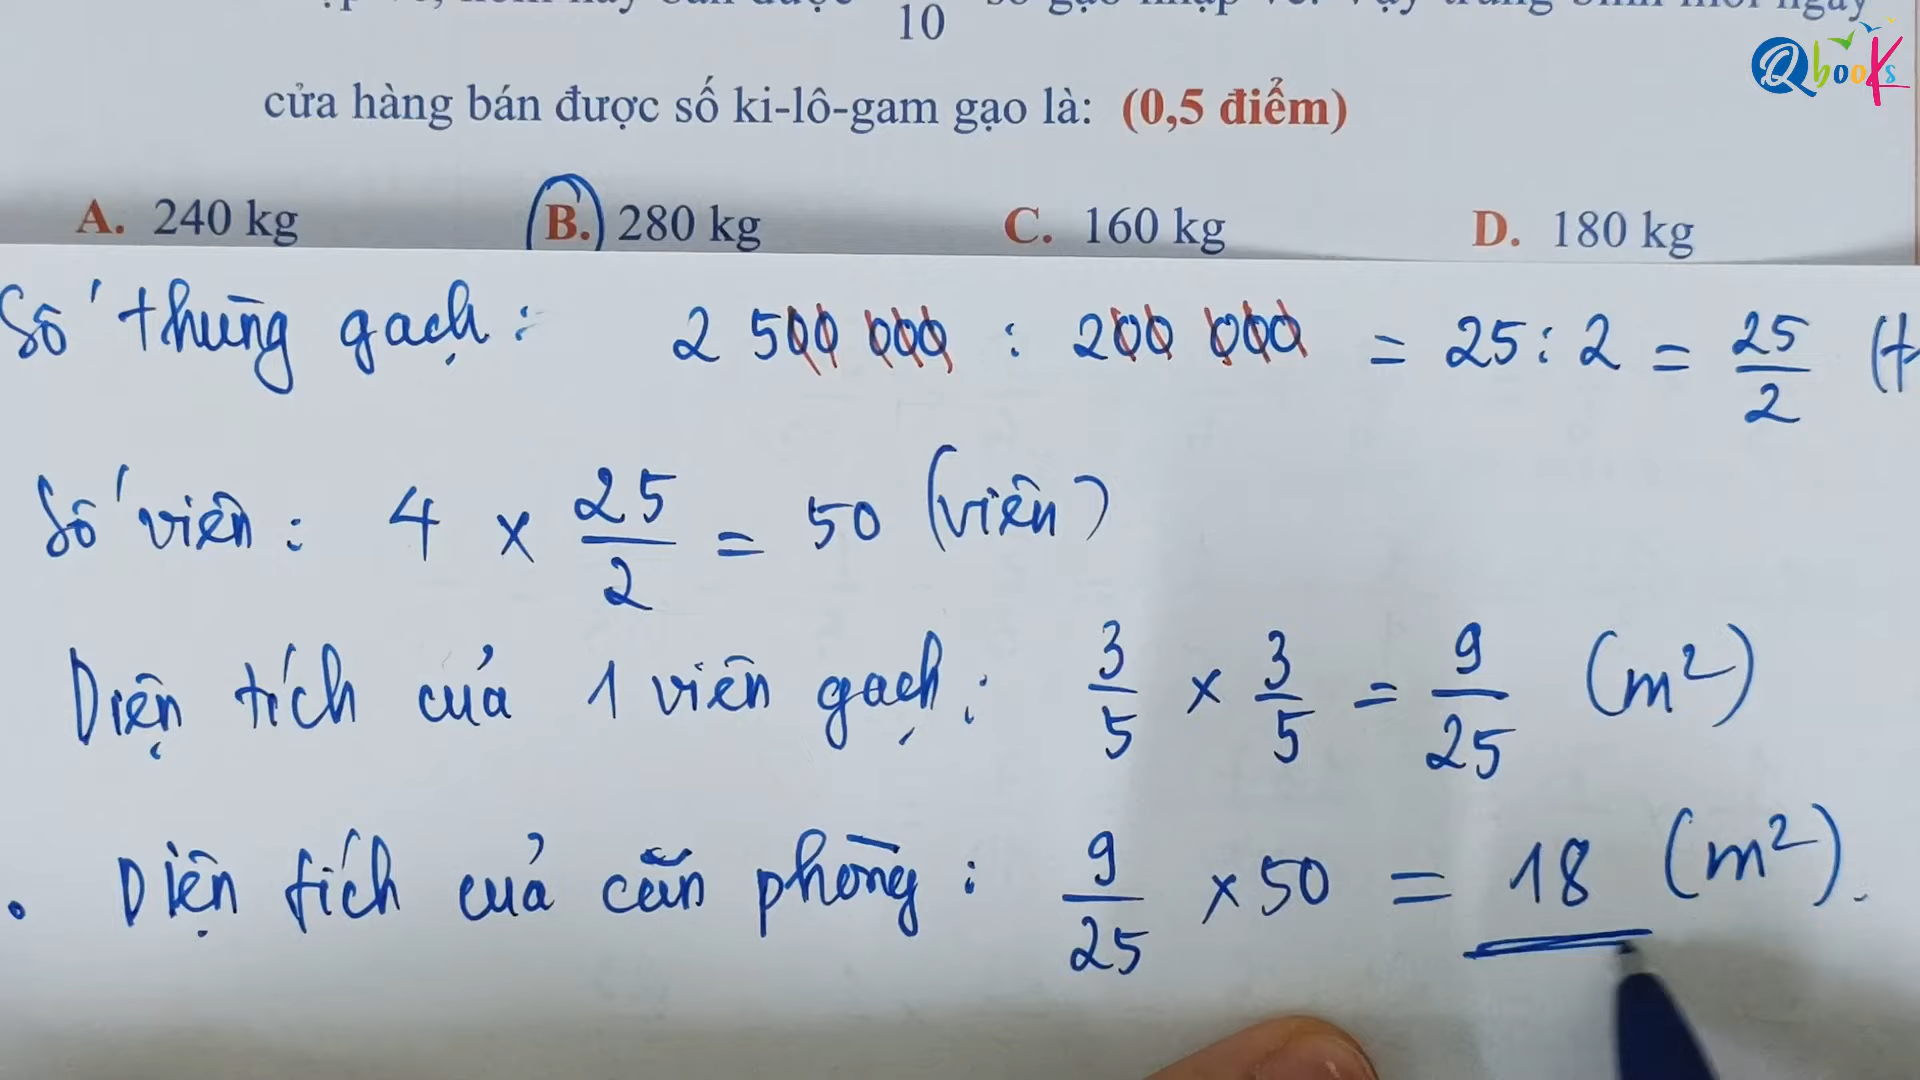 10
Qbooks
cửa hàng bán được số ki-lô-gam gạo là: (0,5 điểm)
A. 240 kg B. 280 kg C. 160 kg D. 180 kg
Số thùng gạch: 2 500 000 : 200 000 = 25 : 2 = 25/2 (t
Số viên: 4 × 25/2 = 50 (viên)
Diện tích của 1 viên gạch: 3/5 × 3/5 = 9/25 (m²)
. Diện tích của căn phòng: 9/25 × 50 = 18 (m²).